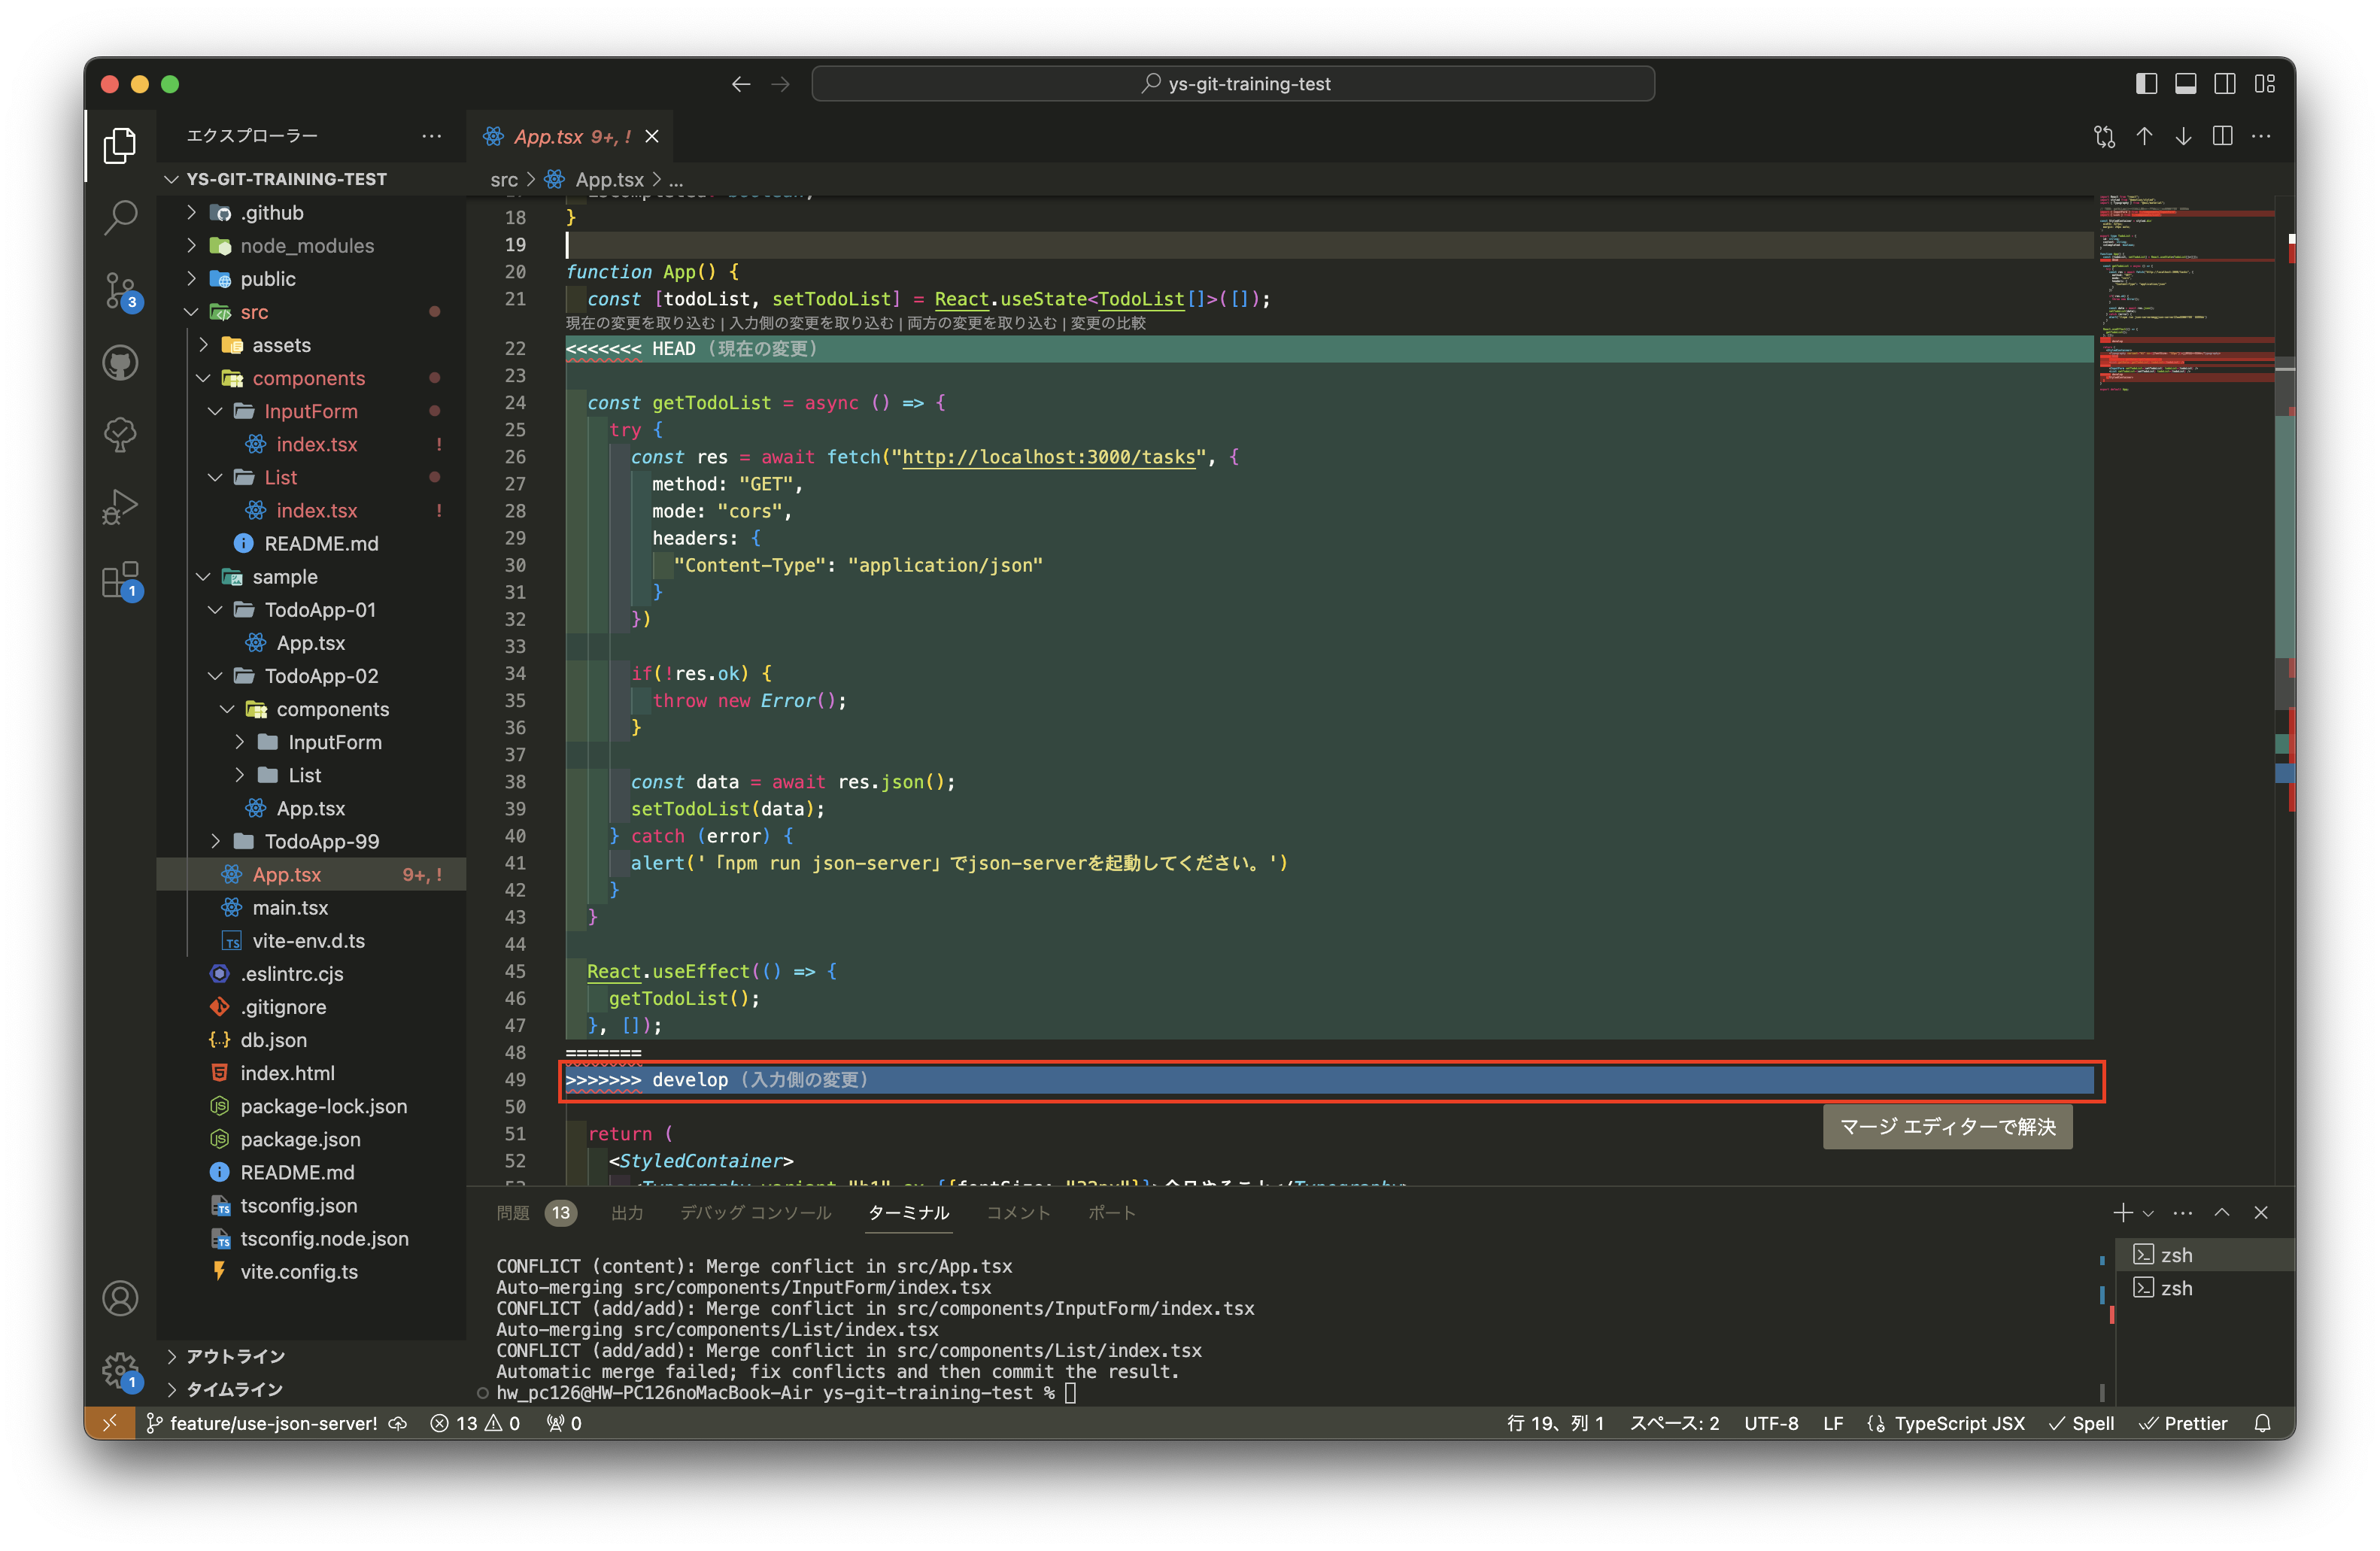 ys-git-training-test
エクスプローラー
App.tsx 9+, !
YS-GIT-TRAINING-TEST
src > App.tsx > ...
.github
node_modules
public
src
assets
components
InputForm
index.tsx !
List
index.tsx !
README.md
sample
TodoApp-01
App.tsx
TodoApp-02
components
InputForm
List
App.tsx
TodoApp-99
App.tsx 9+, !
main.tsx
vite-env.d.ts
.eslintrc.cjs
.gitignore
db.json
index.html
package-lock.json
package.json
README.md
tsconfig.json
tsconfig.node.json
vite.config.ts
アウトライン
タイムライン
3
1
1
18 }
19
20 function App() {
21 const [todoList, setTodoList] = React.useState<TodoList[]>([]);
現在の変更を取り込む | 入力側の変更を取り込む | 両方の変更を取り込む | 変更の比較
22 <<<<<<< HEAD (現在の変更)
23
24 const getTodoList = async () => {
25 try {
26 const res = await fetch("http://localhost:3000/tasks", {
27 method: "GET",
28 mode: "cors",
29 headers: {
30 "Content-Type": "application/json"
31 }
32 })
33
34 if(!res.ok) {
35 throw new Error();
36 }
37
38 const data = await res.json();
39 setTodoList(data);
40 } catch (error) {
41 alert('「npm run json-server」でjson-serverを起動してください。')
42 }
43 }
44
45 React.useEffect(() => {
46 getTodoList();
47 }, []);
48 =======
49 >>>>>>> develop (入力側の変更)
50
51 return (
52 <StyledContainer>
マージ エディターで解決
問題 13 出力 デバッグ コンソール ターミナル コメント ポート
CONFLICT (content): Merge conflict in src/App.tsx
Auto-merging src/components/InputForm/index.tsx
CONFLICT (add/add): Merge conflict in src/components/InputForm/index.tsx
Auto-merging src/components/List/index.tsx
CONFLICT (add/add): Merge conflict in src/components/List/index.tsx
Automatic merge failed; fix conflicts and then commit the result.
hw_pc126@HW-PC126noMacBook-Air ys-git-training-test %
zsh
zsh
feature/use-json-server! 13 0 0 行 19、列 1 スペース: 2 UTF-8 LF TypeScript JSX Spell Prettier